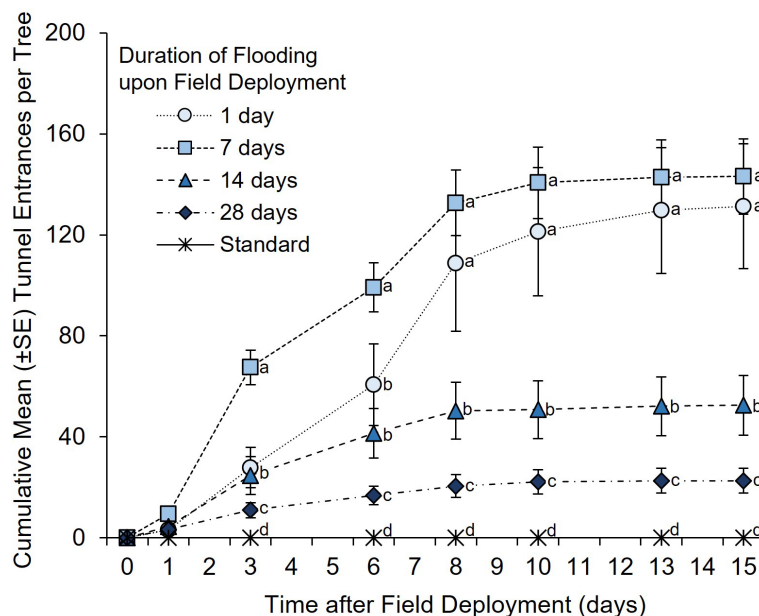 Cumulative Mean (±SE) Tunnel Entrances per Tree
200
160
120
80
40
0
Duration of Flooding
upon Field Deployment
1 day
7 days
14 days
28 days
Standard
a a a a
a a a a
a
a b
b b b b b
b
c c c c c c
d d d d d d
0 1 2 3 4 5 6 7 8 9 10 11 12 13 14 15
Time after Field Deployment (days)